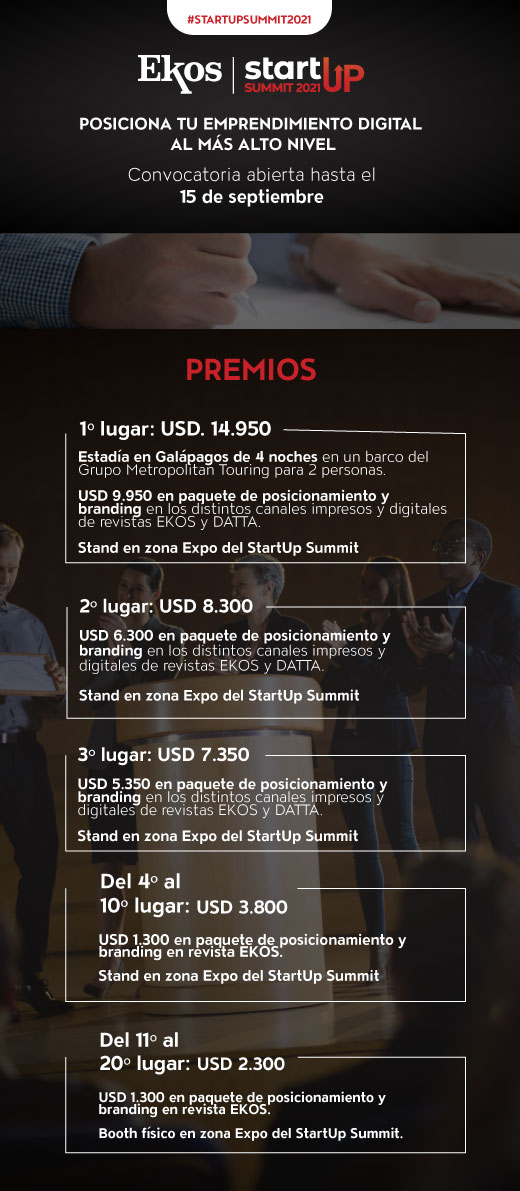 #STARTUPSUMMIT2021
Ekos | startUP
SUMMIT 2021
POSICIONA TU EMPRENDIMIENTO DIGITAL
AL MÁS ALTO NIVEL
Convocatoria abierta hasta el
15 de septiembre
PREMIOS
1º lugar: USD. 14.950
Estadía en Galápagos de 4 noches en un barco del
Grupo Metropolitan Touring para 2 personas.
USD 9.950 en paquete de posicionamiento y
branding en los distintos canales impresos y digitales
de revistas EKOS y DATTA.
Stand en zona Expo del StartUp Summit
2º lugar: USD 8.300
USD 6.300 en paquete de posicionamiento y
branding en los distintos canales impresos y
digitales de revistas EKOS y DATTA.
Stand en zona Expo del StartUp Summit
3º lugar: USD 7.350
USD 5.350 en paquete de posicionamiento y
branding en los distintos canales impresos y
digitales de revistas EKOS y DATTA.
Stand en zona Expo del StartUp Summit
Del 4º al
10º lugar: USD 3.800
USD 1.300 en paquete de posicionamiento y
branding en revista EKOS.
Stand en zona Expo del StartUp Summit
Del 11º al
20º lugar: USD 2.300
USD 1.300 en paquete de posicionamiento y
branding en revista EKOS.
Booth físico en zona Expo del StartUp Summit.